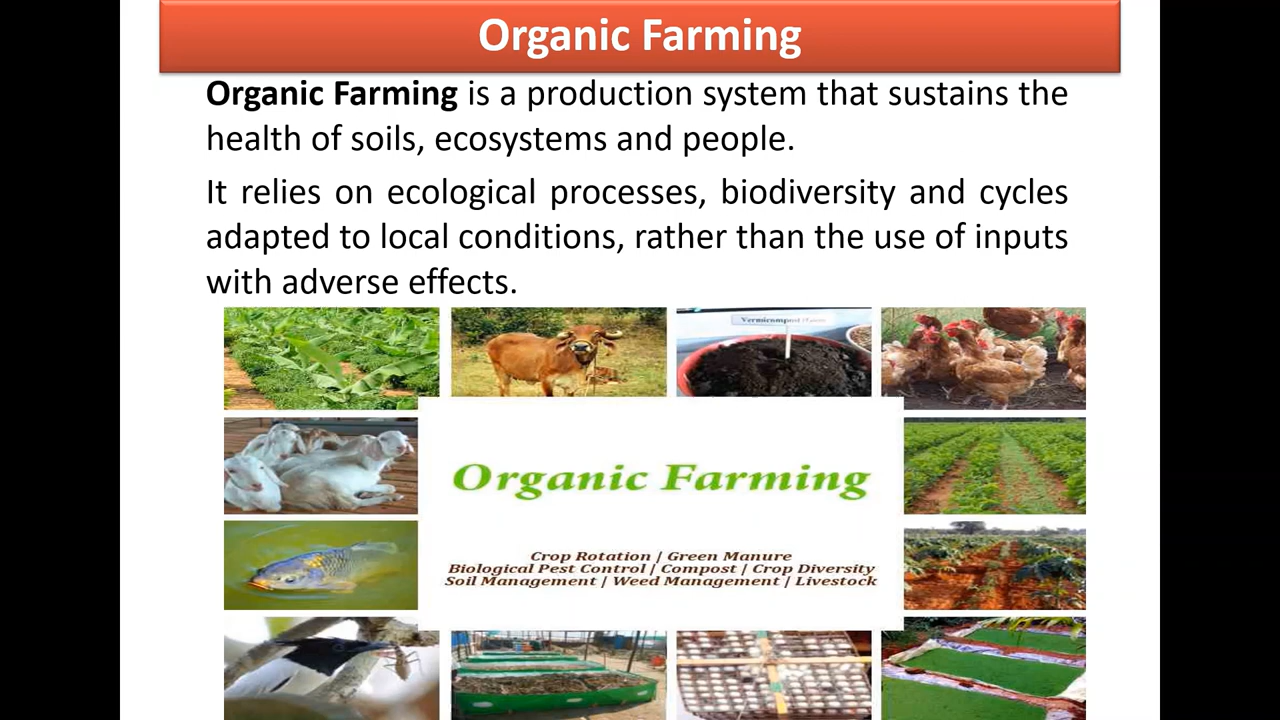 Organic Farming
Organic Farming is a production system that sustains the
health of soils, ecosystems and people.
It relies on ecological processes, biodiversity and cycles
adapted to local conditions, rather than the use of inputs
with adverse effects.
Vermicompost
Organic Farming
Crop Rotation | Green Manure
Biological Pest Control | Compost | Crop Diversity
Soil Management | Weed Management | Livestock